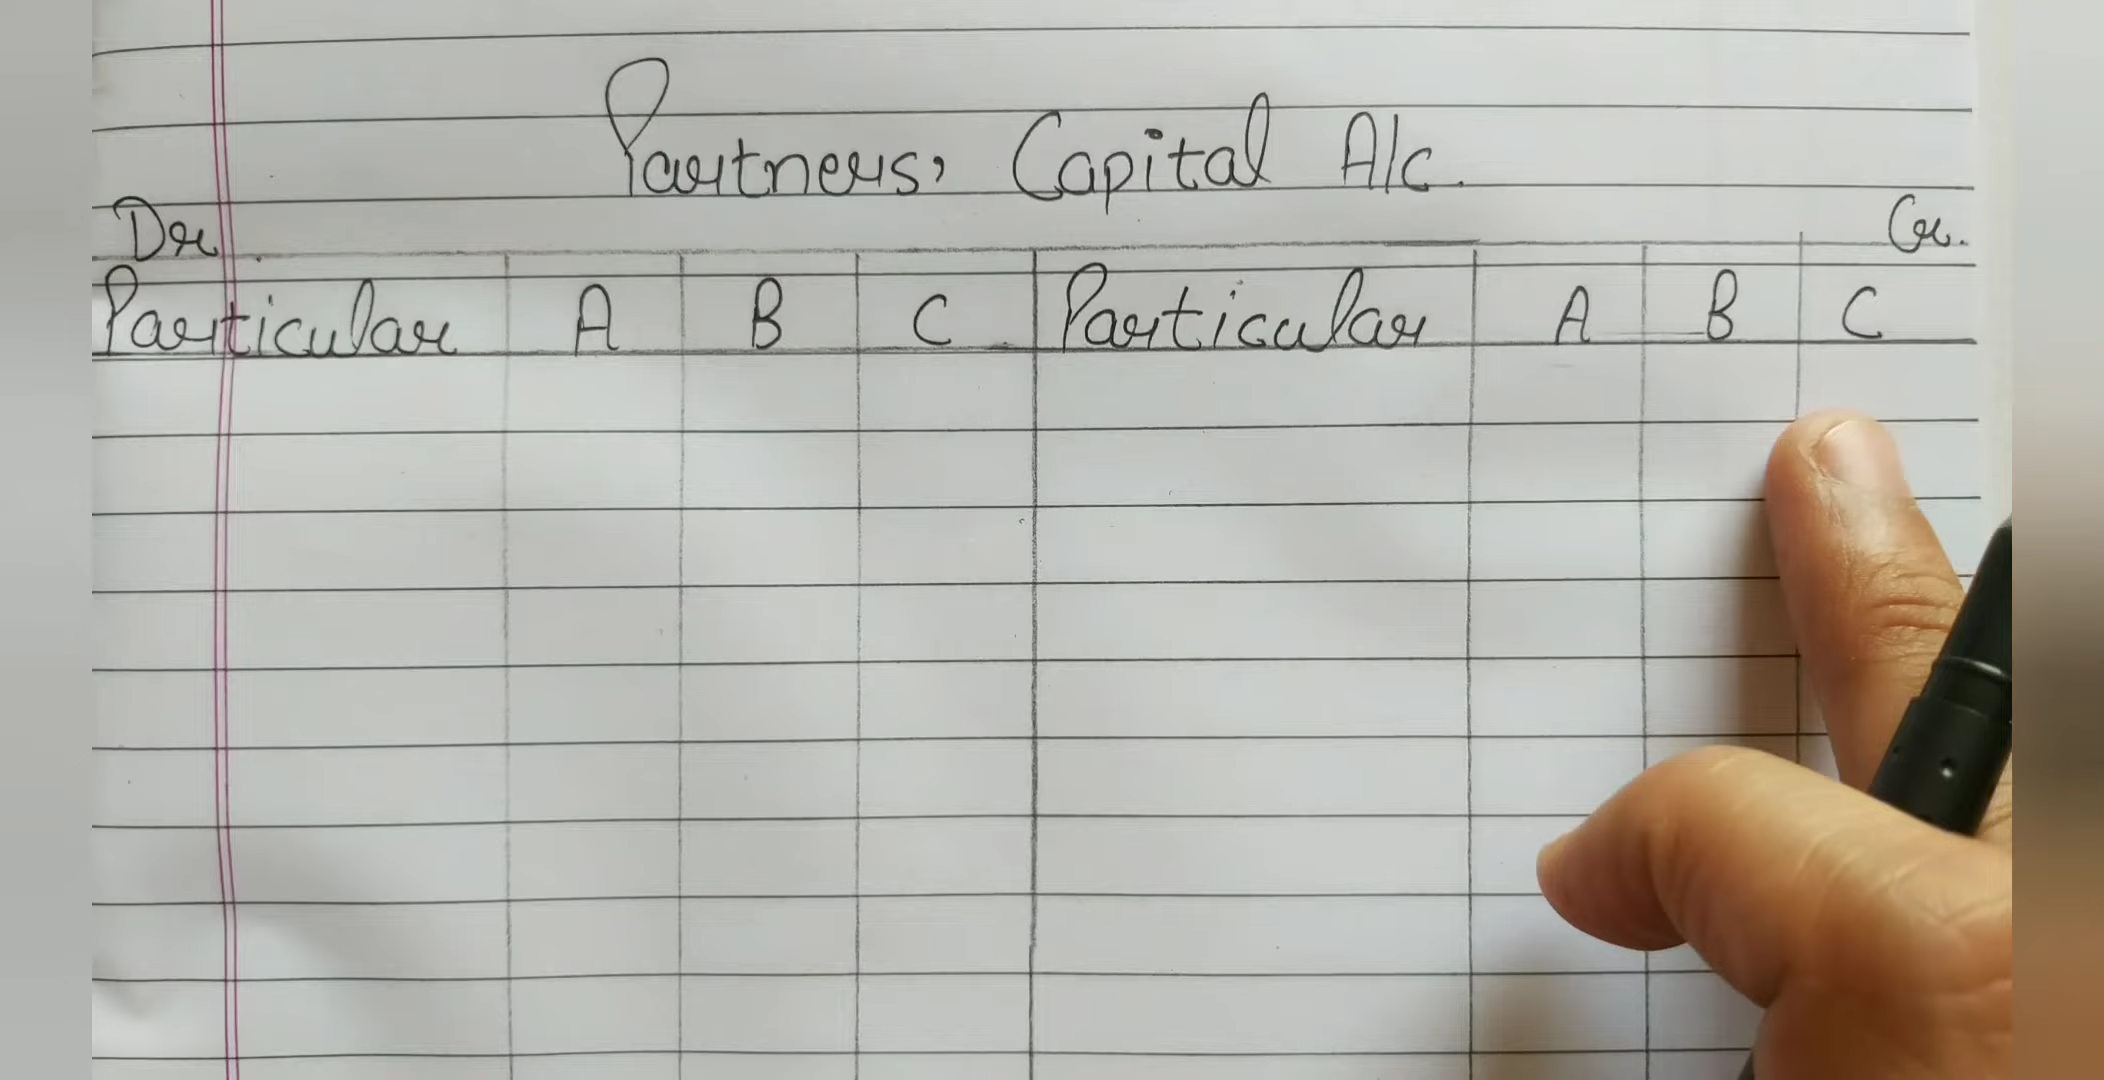 Partners, Capital A/c.
Dr. Cr.
Particular A B C Particular A B C